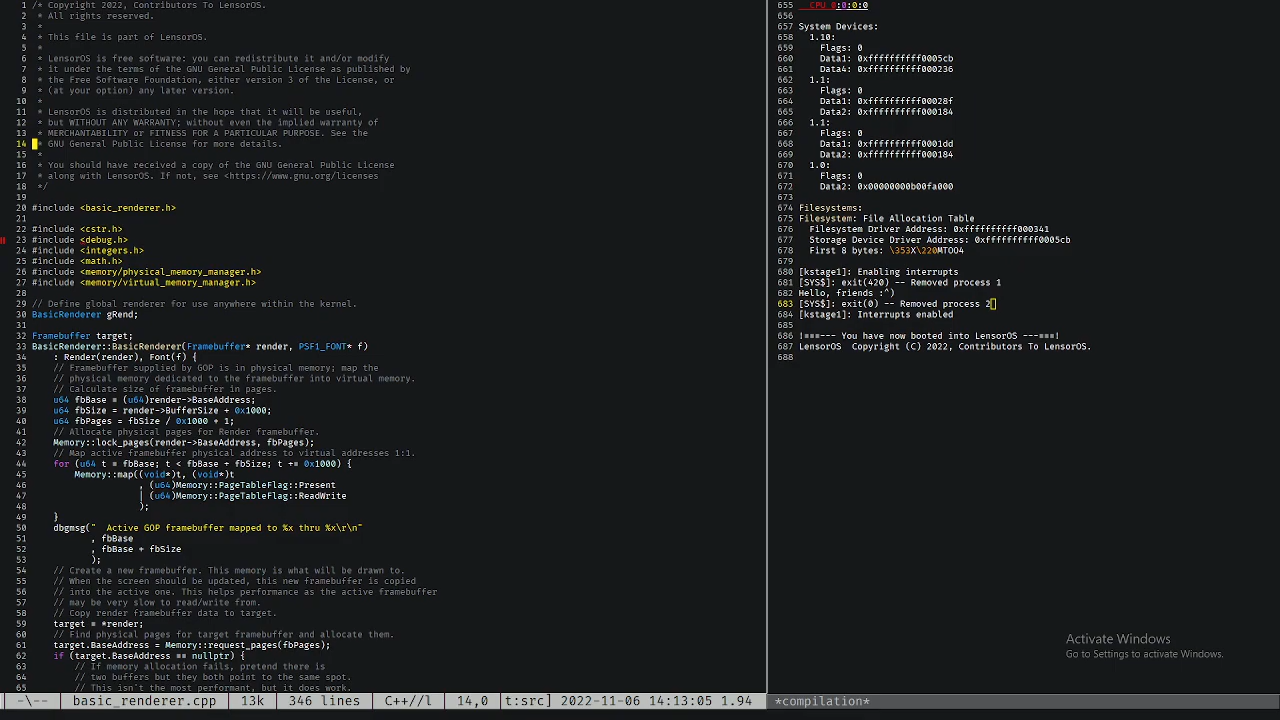 1 /* Copyright 2022, Contributors To LensorOS.
2  * All rights reserved.
3  *
4  * This file is part of LensorOS.
5  *
6  * LensorOS is free software: you can redistribute it and/or modify
7  * it under the terms of the GNU General Public License as published by
8  * the Free Software Foundation, either version 3 of the License, or
9  * (at your option) any later version.
10  *
11  * LensorOS is distributed in the hope that it will be useful,
12  * but WITHOUT ANY WARRANTY; without even the implied warranty of
13  * MERCHANTABILITY or FITNESS FOR A PARTICULAR PURPOSE. See the
14  * GNU General Public License for more details.
15  *
16  * You should have received a copy of the GNU General Public License
17  * along with LensorOS. If not, see <https://www.gnu.org/licenses
18  */
19
20 #include <basic_renderer.h>
21
22 #include <cstr.h>
23 #include <debug.h>
24 #include <integers.h>
25 #include <math.h>
26 #include <memory/physical_memory_manager.h>
27 #include <memory/virtual_memory_manager.h>
28
29 // Define global renderer for use anywhere within the kernel.
30 BasicRenderer gRend;
31
32 Framebuffer target;
33 BasicRenderer::BasicRenderer(Framebuffer* render, PSF1_FONT* f)
34     : Render(render), Font(f) {
35     // Framebuffer supplied by GOP is in physical memory; map the
36     // physical memory dedicated to the framebuffer into virtual memory.
37     // Calculate size of framebuffer in pages.
38     u64 fbBase = (u64)render->BaseAddress;
39     u64 fbSize = render->BufferSize + 0x1000;
40     u64 fbPages = fbSize / 0x1000 + 1;
41     // Allocate physical pages for Render framebuffer.
42     Memory::lock_pages(render->BaseAddress, fbPages);
43     // Map active framebuffer physical address to virtual addresses 1:1.
44     for (u64 t = fbBase; t < fbBase + fbSize; t += 0x1000) {
45         Memory::map((void*)t, (void*)t
46                     , (u64)Memory::PageTableFlag::Present
47                     | (u64)Memory::PageTableFlag::ReadWrite
48                     );
49     }
50     dbgmsg("  Active GOP framebuffer mapped to %x thru %x\r\n"
51            , fbBase
52            , fbBase + fbSize
53            );
54     // Create a new framebuffer. This memory is what will be drawn to.
55     // When the screen should be updated, this new framebuffer is copied
56     // into the active one. This helps performance as the active framebuffer
57     // may be very slow to read/write from.
58     // Copy render framebuffer data to target.
59     target = *render;
60     // Find physical pages for target framebuffer and allocate them.
61     target.BaseAddress = Memory::request_pages(fbPages);
62     if (target.BaseAddress == nullptr) {
63         // If memory allocation fails, pretend there is
64         // two buffers but they both point to the same spot.
65         // This isn't the most performant, but it does work.
-\-- basic_renderer.cpp 13k 346 lines C++//l 14,0 t:src] 2022-11-06 14:13:05 1.94
655   CPU 0:0:0:0
656
657 System Devices:
658   1.10:
659     Flags: 0
660     Data1: 0xffffffffff0005cb
661     Data4: 0xffffffffff000236
662   1.1:
663     Flags: 0
664     Data1: 0xffffffffff00028f
665     Data2: 0xffffffffff000184
666   1.1:
667     Flags: 0
668     Data1: 0xffffffffff0001dd
669     Data2: 0xffffffffff000184
670   1.0:
671     Flags: 0
672     Data2: 0x00000000b00fa000
673
674 Filesystems:
675 Filesystem: File Allocation Table
676   Filesystem Driver Address: 0xffffffffff000341
677   Storage Device Driver Address: 0xffffffffff0005cb
678   First 8 bytes: \353X\220MTOO4
679
680 [kstage1]: Enabling interrupts
681 [SYS$]: exit(420) -- Removed process 1
682 Hello, friends :^)
683 [SYS$]: exit(0) -- Removed process 2
684 [kstage1]: Interrupts enabled
685
686 !===--- You have now booted into LensorOS ---===!
687 LensorOS  Copyright (C) 2022, Contributors To LensorOS.
688
Activate Windows
Go to Settings to activate Windows.
*compilation*